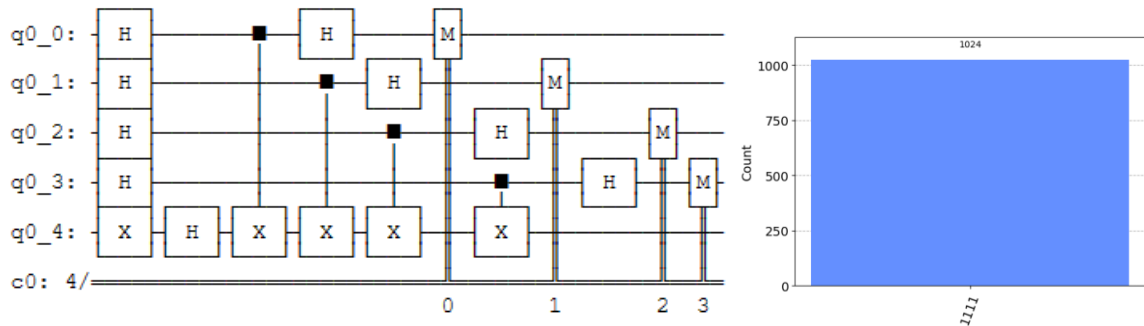 q0_0: H H M
q0_1: H H M
q0_2: H H M
q0_3: H H M
q0_4: X H X X X X
c0: 4/
0 1 2 3
1024
1000
750
500
250
0
Count
1111